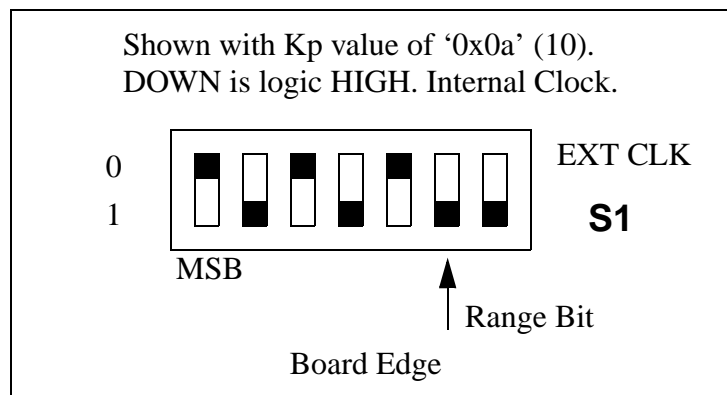 Shown with Kp value of ‘0x0a’ (10).
DOWN is logic HIGH. Internal Clock.
0
EXT CLK
1
S1
MSB
Range Bit
Board Edge